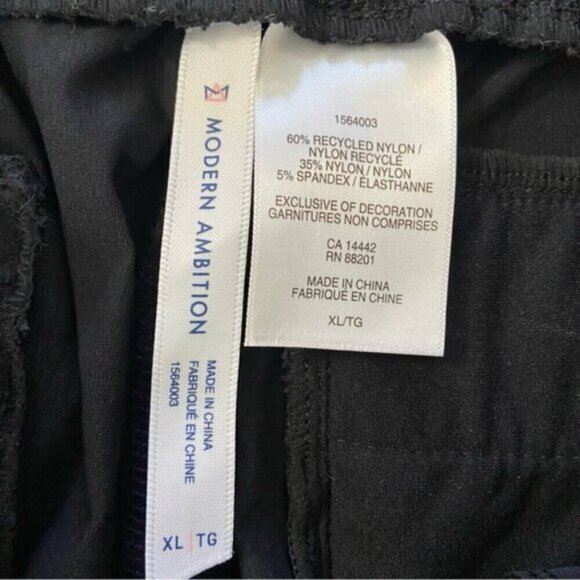 MODERN AMBITION
MADE IN CHINA
FABRIQUÉ EN CHINE
1564003
XL | TG
1564003
60% RECYCLED NYLON /
NYLON RECYCLÉ
35% NYLON / NYLON
5% SPANDEX / ÉLASTHANNE
EXCLUSIVE OF DECORATION
GARNITURES NON COMPRISES
CA 14442
RN 88201
MADE IN CHINA
FABRIQUÉ EN CHINE
XL/TG